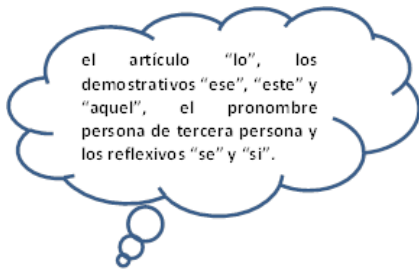 el artículo “lo”, los
demostrativos “ese”, “este” y
“aquel”, el pronombre
persona de tercera persona y
los reflexivos “se” y “si”.